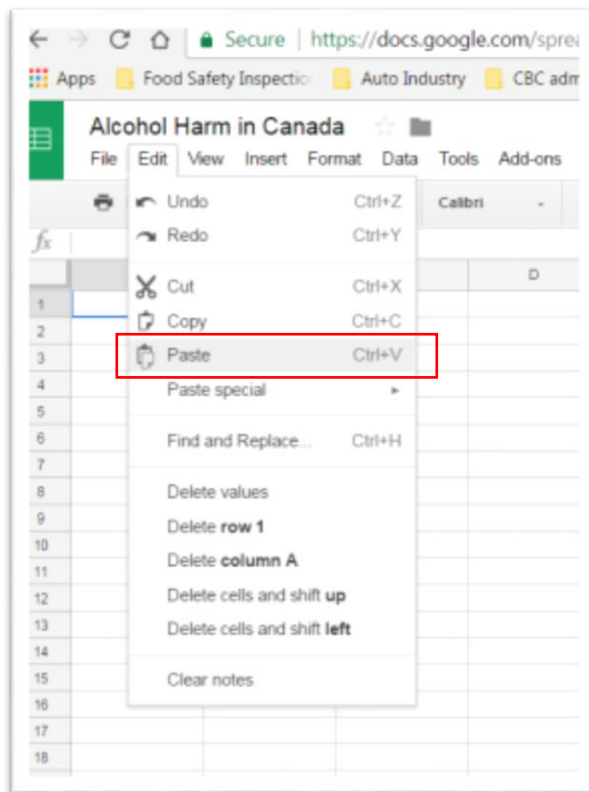 Secure | https://docs.google.com/sprea
Apps Food Safety Inspectio Auto Industry CBC adm
Alcohol Harm in Canada
File Edit View Insert Format Data Tools Add-ons
Undo Ctrl+Z Calibri
Redo Ctrl+Y
fx
D
Cut Ctrl+X
1
Copy Ctrl+C
2
3 Paste Ctrl+V
4 Paste special
5
6 Find and Replace... Ctrl+H
7
8 Delete values
9 Delete row 1
10
11 Delete column A
12 Delete cells and shift up
13 Delete cells and shift left
14
15 Clear notes
16
17
18